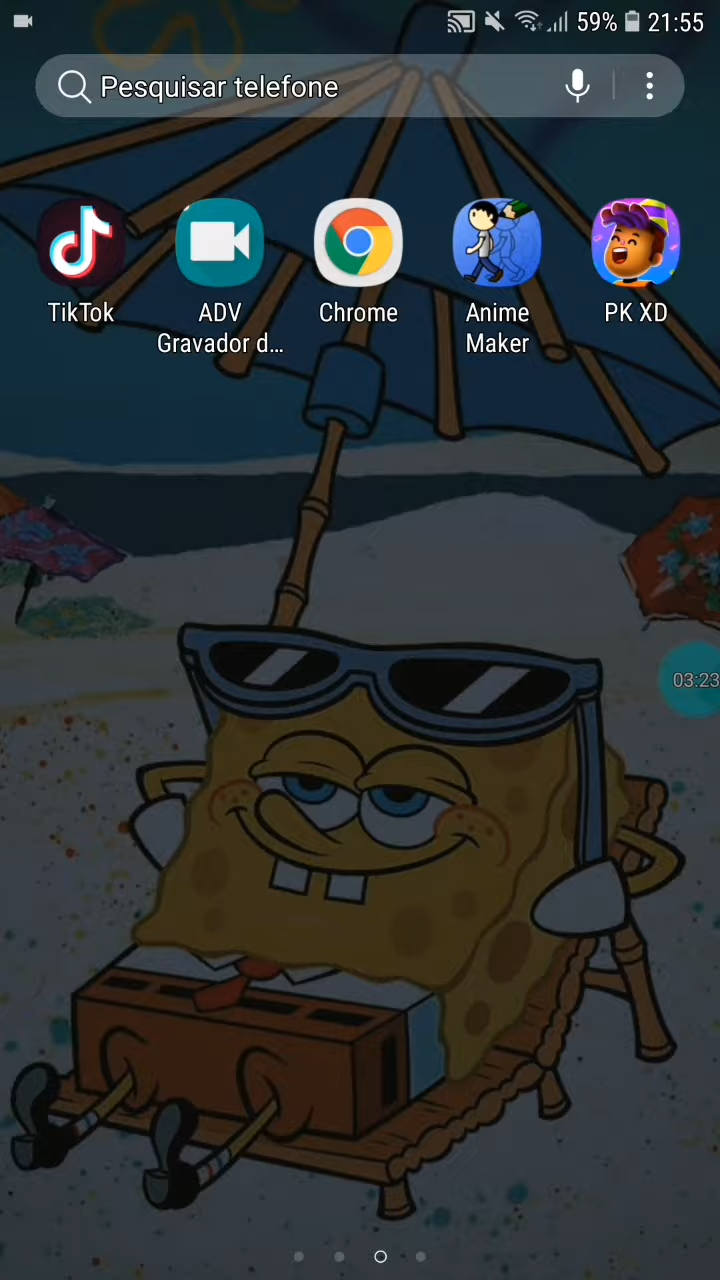 59% 21:55
Pesquisar telefone
TikTok
ADV
Gravador d...
Chrome
Anime
Maker
PK XD
03:23